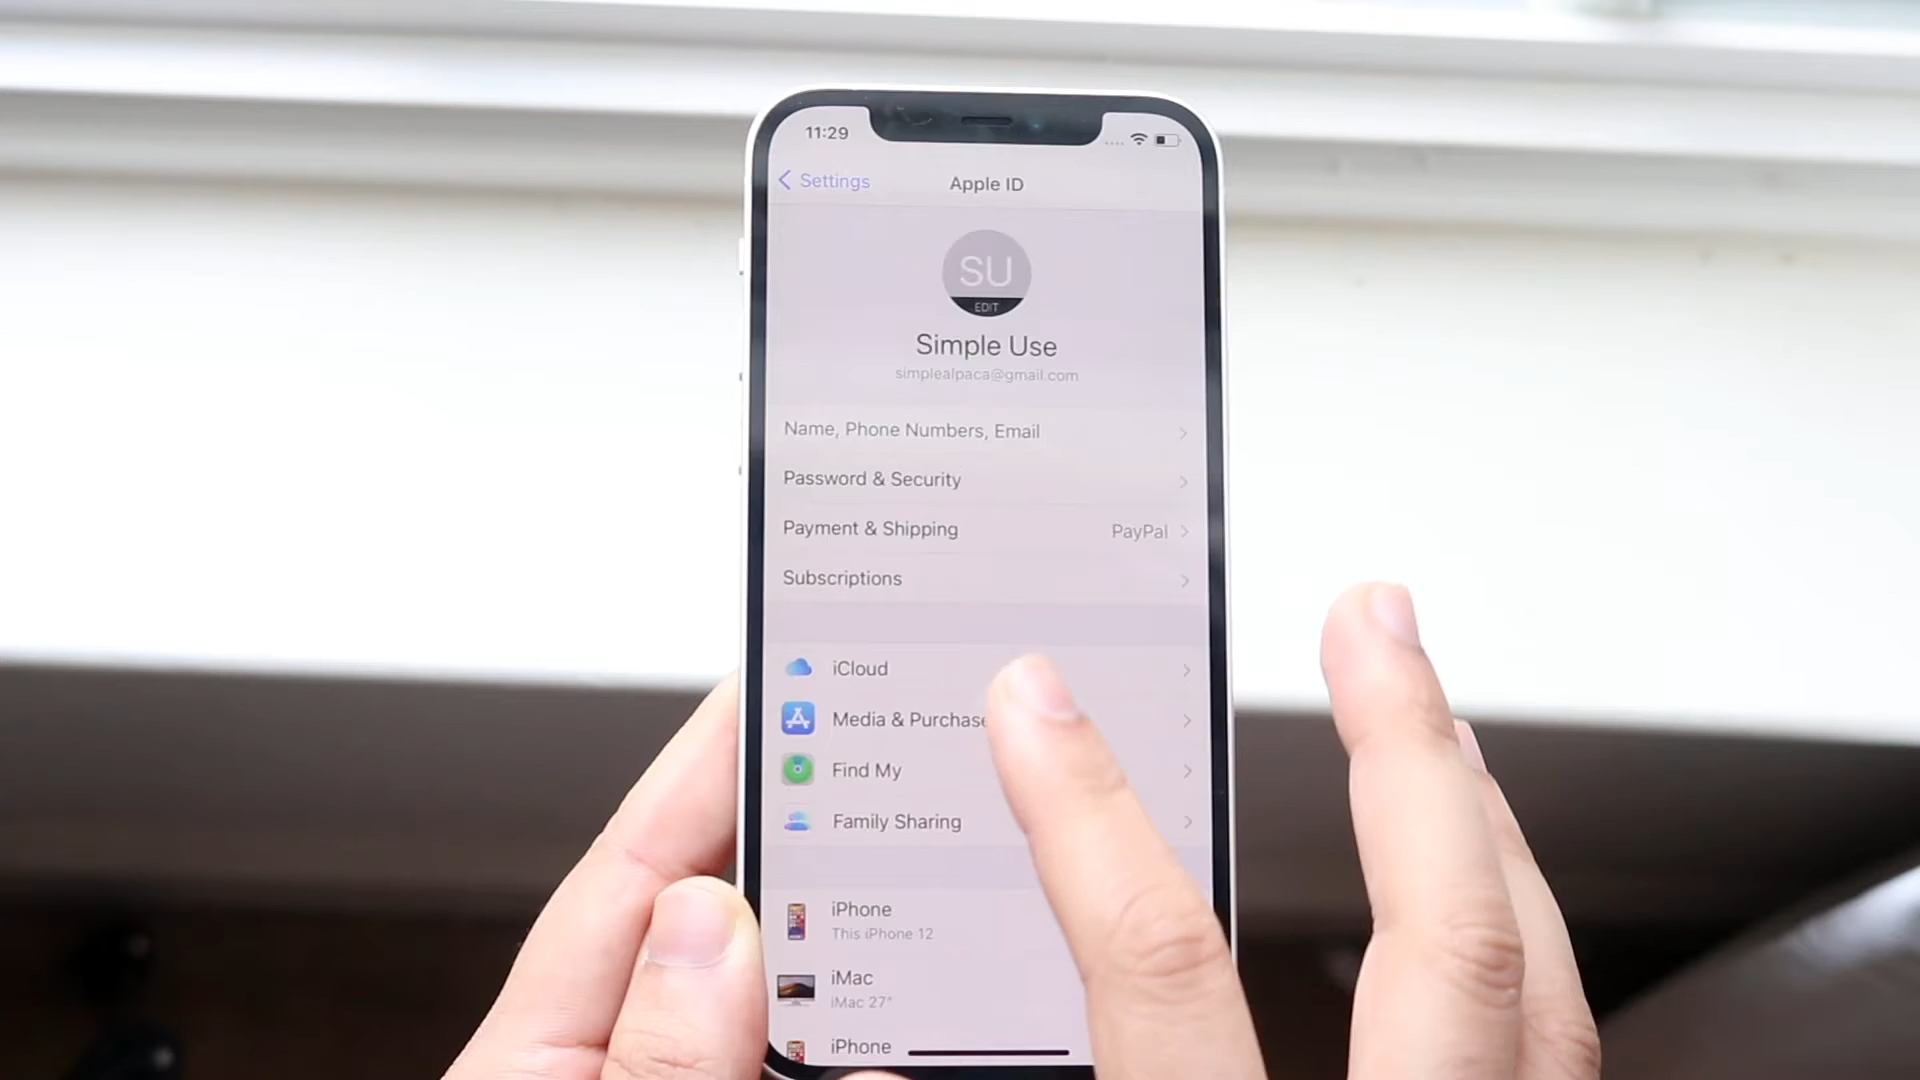 11:29
Settings
Apple ID
SU
EDIT
Simple Use
simplealpaca@gmail.com
Name, Phone Numbers, Email
Password & Security
Payment & Shipping PayPal
Subscriptions
iCloud
Media & Purchase
Find My
Family Sharing
iPhone
This iPhone 12
iMac
iMac 27"
iPhone